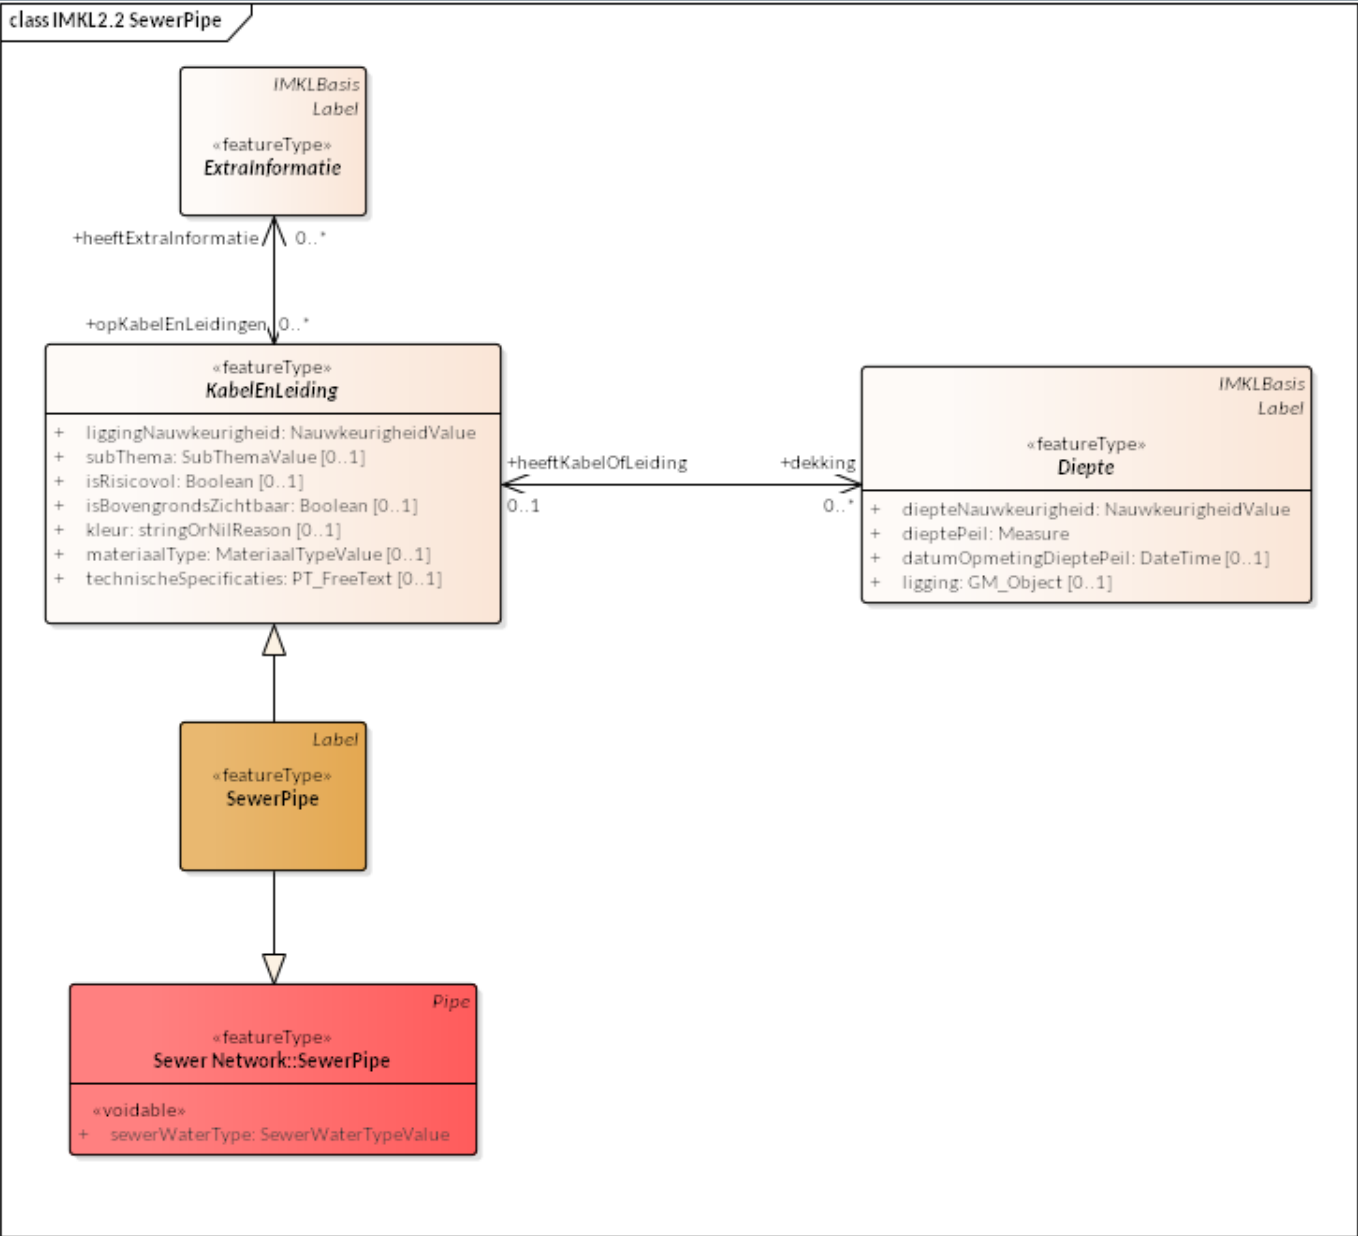 class IMKL2.2 SewerPipe
IMKLBasis
Label
«featureType»
ExtraInformatie
+heeftExtraInformatie 0..*
+opKabelEnLeidingen 0..*
«featureType»
KabelEnLeiding
+ liggingNauwkeurigheid: NauwkeurigheidValue
+ subThema: SubThemaValue [0..1]
+ isRisicovol: Boolean [0..1]
+ isBovengrondsZichtbaar: Boolean [0..1]
+ kleur: stringOrNilReason [0..1]
+ materiaalType: MateriaalTypeValue [0..1]
+ technischeSpecificaties: PT_FreeText [0..1]
+heeftKabelOfLeiding +dekking
0..1 0..*
IMKLBasis
Label
«featureType»
Diepte
+ diepteNauwkeurigheid: NauwkeurigheidValue
+ dieptePeil: Measure
+ datumOpmetingDieptePeil: DateTime [0..1]
+ ligging: GM_Object [0..1]
Label
«featureType»
SewerPipe
Pipe
«featureType»
Sewer Network::SewerPipe
«voidable»
+ sewerWaterType: SewerWaterTypeValue